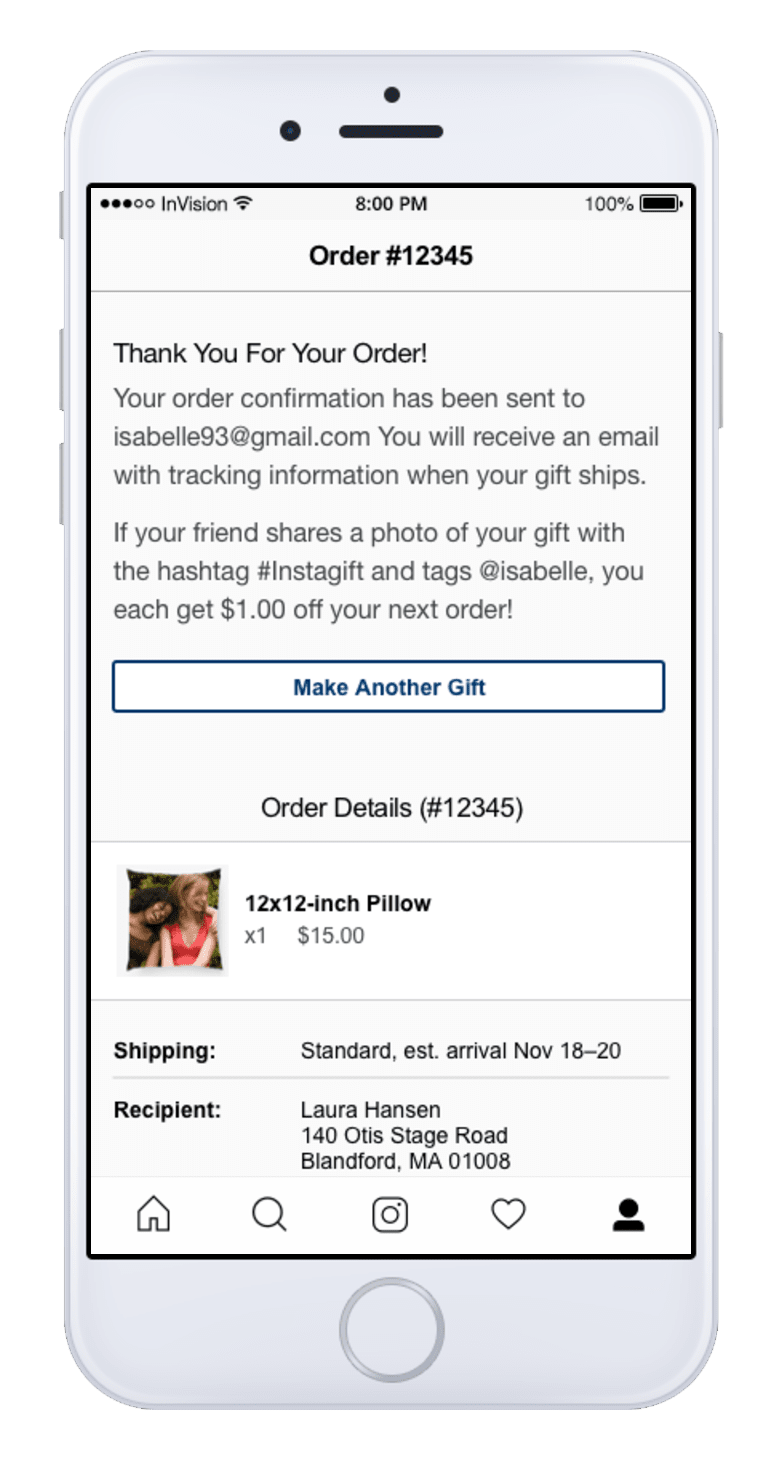 InVision 8:00 PM 100%
Order #12345
Thank You For Your Order!
Your order confirmation has been sent to
isabelle93@gmail.com You will receive an email
with tracking information when your gift ships.
If your friend shares a photo of your gift with
the hashtag #Instagift and tags @isabelle, you
each get $1.00 off your next order!
Make Another Gift
Order Details (#12345)
12x12-inch Pillow
x1 $15.00
Shipping: Standard, est. arrival Nov 18–20
Recipient: Laura Hansen
140 Otis Stage Road
Blandford, MA 01008